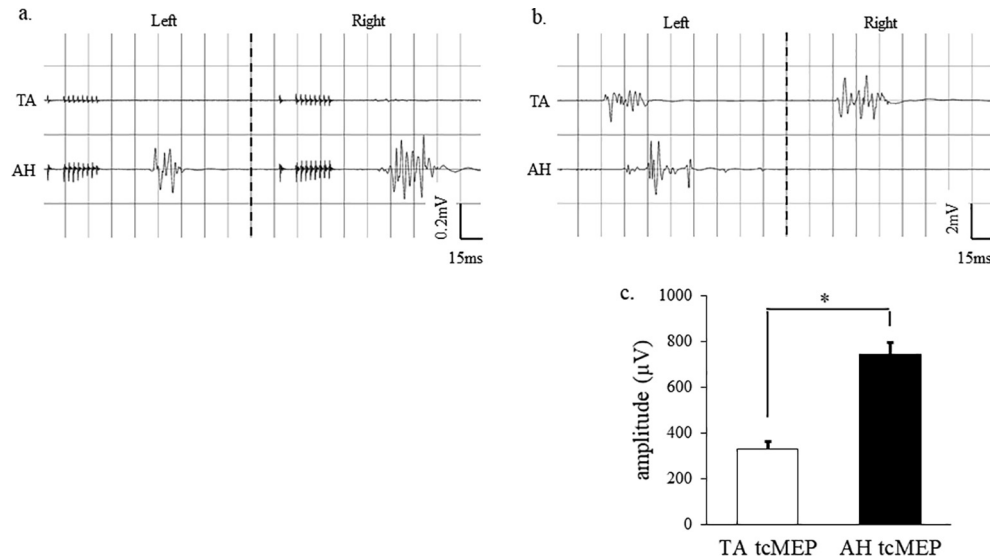 a.
Left Right
TA
AH
0.2mV
15ms
b.
Left Right
TA
AH
2mV
15ms
c.
*
amplitude (µV)
1000
800
600
400
200
0
TA tcMEP AH tcMEP